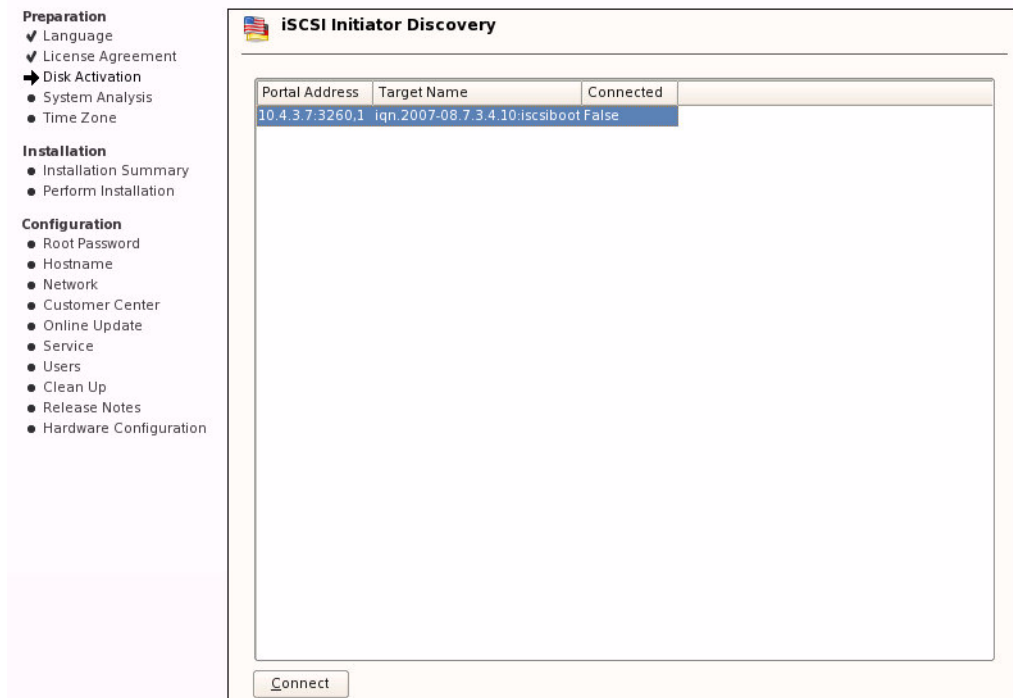 Preparation
Language
License Agreement
Disk Activation
System Analysis
Time Zone
Installation
Installation Summary
Perform Installation
Configuration
Root Password
Hostname
Network
Customer Center
Online Update
Service
Users
Clean Up
Release Notes
Hardware Configuration
iSCSI Initiator Discovery
Portal Address Target Name Connected
10.4.3.7:3260,1 iqn.2007-08.7.3.4.10:iscsiboot False
Connect